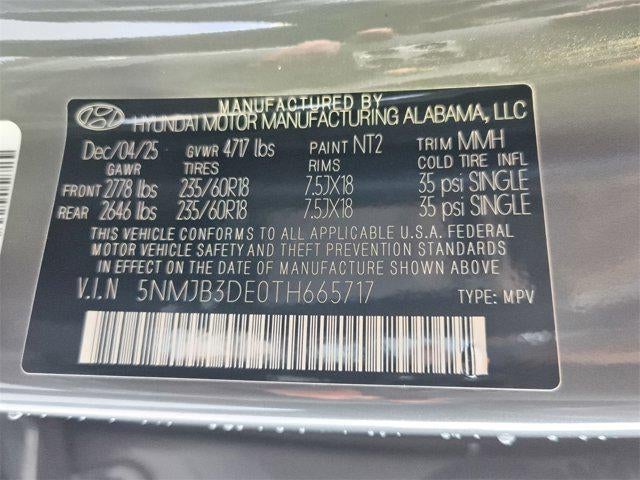 MANUFACTURED BY
HYUNDAI MOTOR MANUFACTURING ALABAMA, LLC
Dec/04/25 GVWR 4717 lbs PAINT NT2 TRIM MMH
GAWR TIRES RIMS COLD TIRE INFL
FRONT 2778 lbs 235/60R18 7.5JX18 35 psi SINGLE
REAR 2646 lbs 235/60R18 7.5JX18 35 psi SINGLE
THIS VEHICLE CONFORMS TO ALL APPLICABLE U.S.A. FEDERAL
MOTOR VEHICLE SAFETY AND THEFT PREVENTION STANDARDS
IN EFFECT ON THE DATE OF MANUFACTURE SHOWN ABOVE
V.I.N 5NMJB3DE0TH665717 TYPE: MPV